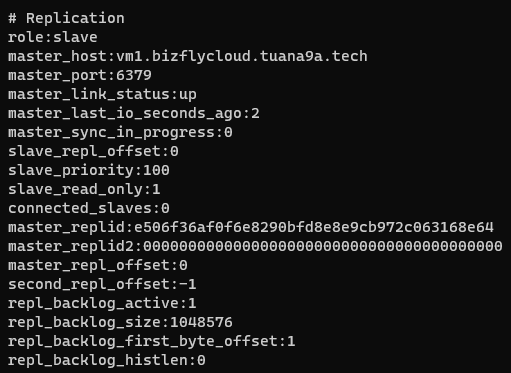 # Replication
role:slave
master_host:vm1.bizflycloud.tuana9a.tech
master_port:6379
master_link_status:up
master_last_io_seconds_ago:2
master_sync_in_progress:0
slave_repl_offset:0
slave_priority:100
slave_read_only:1
connected_slaves:0
master_replid:e506f36af0f6e8290bfd8e8e9cb972c063168e64
master_replid2:0000000000000000000000000000000000000000
master_repl_offset:0
second_repl_offset:-1
repl_backlog_active:1
repl_backlog_size:1048576
repl_backlog_first_byte_offset:1
repl_backlog_histlen:0